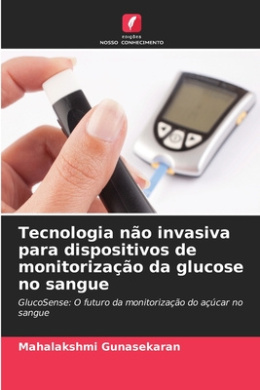 edições
NOSSO CONHECIMENTO
Tecnologia não invasiva
para dispositivos de
monitorização da glucose
no sangue
GlucoSense: O futuro da monitorização do açúcar no
sangue
Mahalakshmi Gunasekaran